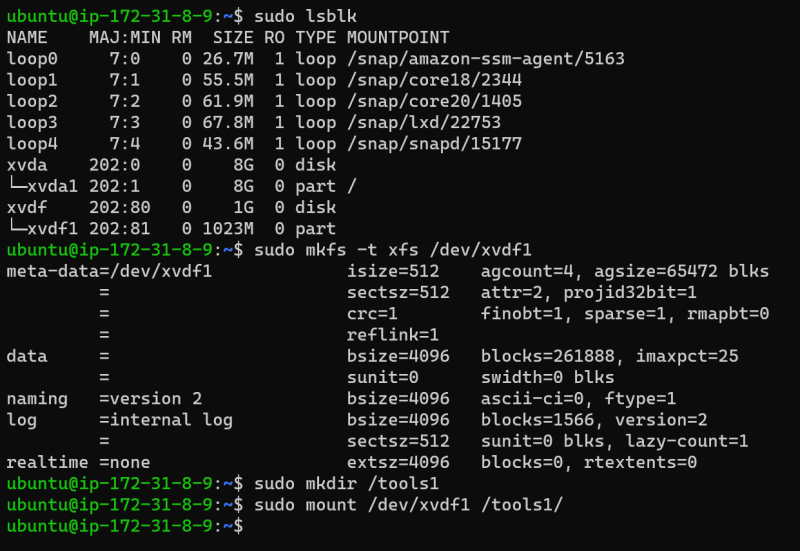 ubuntu@ip-172-31-8-9:~$ sudo lsblk
NAME    MAJ:MIN RM  SIZE RO TYPE MOUNTPOINT
loop0     7:0    0 26.7M  1 loop /snap/amazon-ssm-agent/5163
loop1     7:1    0 55.5M  1 loop /snap/core18/2344
loop2     7:2    0 61.9M  1 loop /snap/core20/1405
loop3     7:3    0 67.8M  1 loop /snap/lxd/22753
loop4     7:4    0 43.6M  1 loop /snap/snapd/15177
xvda    202:0    0    8G  0 disk
└─xvda1 202:1    0    8G  0 part /
xvdf    202:80   0    1G  0 disk
└─xvdf1 202:81   0 1023M  0 part
ubuntu@ip-172-31-8-9:~$ sudo mkfs -t xfs /dev/xvdf1
meta-data=/dev/xvdf1             isize=512    agcount=4, agsize=65472 blks
         =                       sectsz=512   attr=2, projid32bit=1
         =                       crc=1        finobt=1, sparse=1, rmapbt=0
         =                       reflink=1
data     =                       bsize=4096   blocks=261888, imaxpct=25
         =                       sunit=0      swidth=0 blks
naming   =version 2              bsize=4096   ascii-ci=0, ftype=1
log      =internal log           bsize=4096   blocks=1566, version=2
         =                       sectsz=512   sunit=0 blks, lazy-count=1
realtime =none                   extsz=4096   blocks=0, rtextents=0
ubuntu@ip-172-31-8-9:~$ sudo mkdir /tools1
ubuntu@ip-172-31-8-9:~$ sudo mount /dev/xvdf1 /tools1/
ubuntu@ip-172-31-8-9:~$